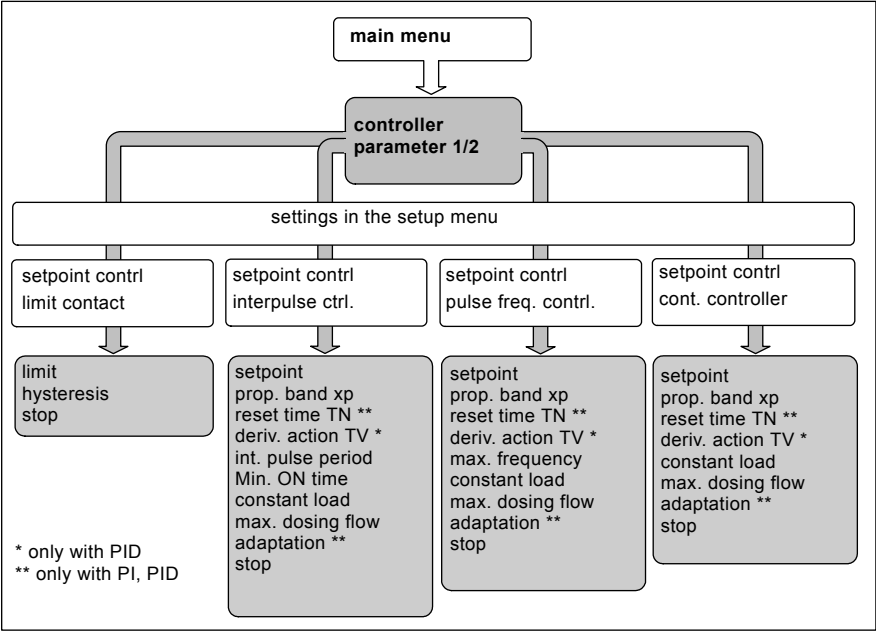 main menu
controller
parameter 1/2
settings in the setup menu
setpoint contrl
limit contact
setpoint contrl
interpulse ctrl.
setpoint contrl
pulse freq. contrl.
setpoint contrl
cont. controller
limit
hysteresis
stop
setpoint
prop. band xp
reset time TN **
deriv. action TV *
int. pulse period
Min. ON time
constant load
max. dosing flow
adaptation **
stop
setpoint
prop. band xp
reset time TN **
deriv. action TV *
max. frequency
constant load
max. dosing flow
adaptation **
stop
setpoint
prop. band xp
reset time TN **
deriv. action TV *
constant load
max. dosing flow
adaptation **
stop
* only with PID
** only with PI, PID